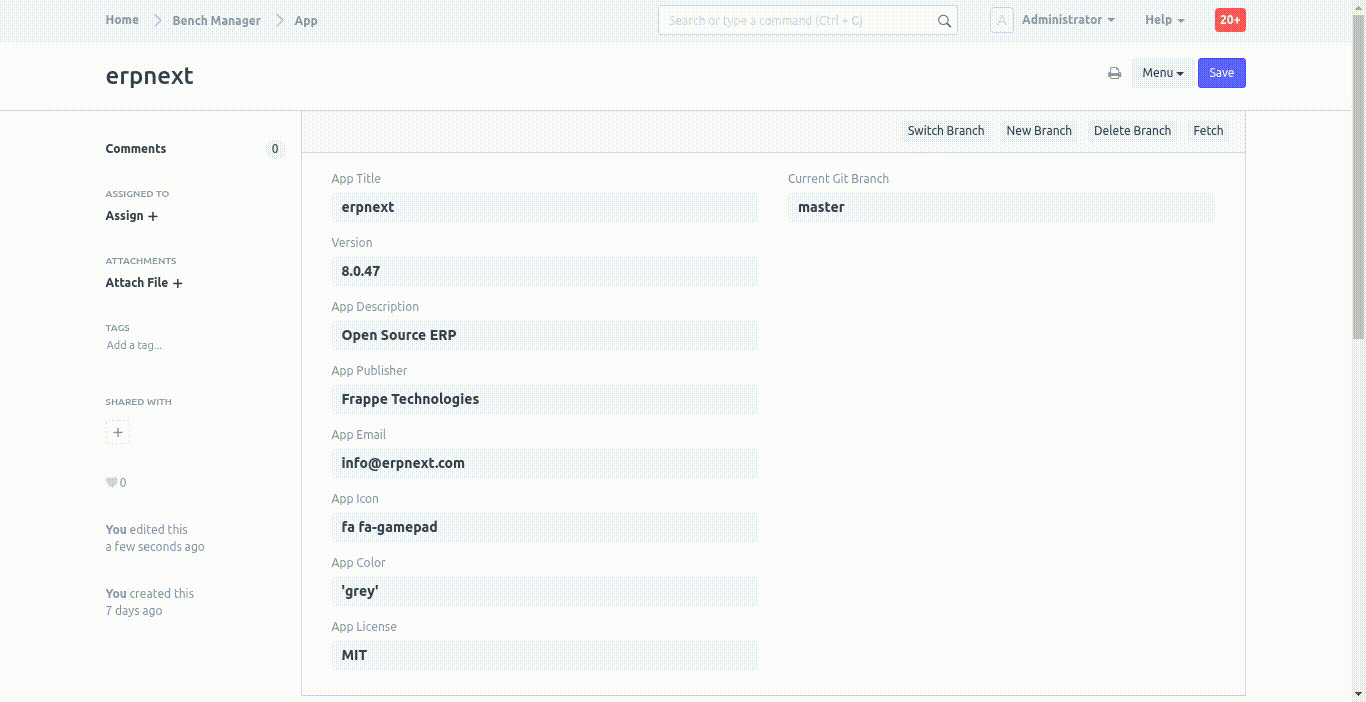 Home Bench Manager App
Search or type a command (Ctrl + G)
A Administrator Help 20+
erpnext
Menu Save
Comments 0
ASSIGNED TO
Assign +
ATTACHMENTS
Attach File +
TAGS
Add a tag...
SHARED WITH
+
0
You edited this
a few seconds ago
You created this
7 days ago
Switch Branch New Branch Delete Branch Fetch
App Title
erpnext
Version
8.0.47
App Description
Open Source ERP
App Publisher
Frappe Technologies
App Email
info@erpnext.com
App Icon
fa fa-gamepad
App Color
'grey'
App License
MIT
Current Git Branch
master